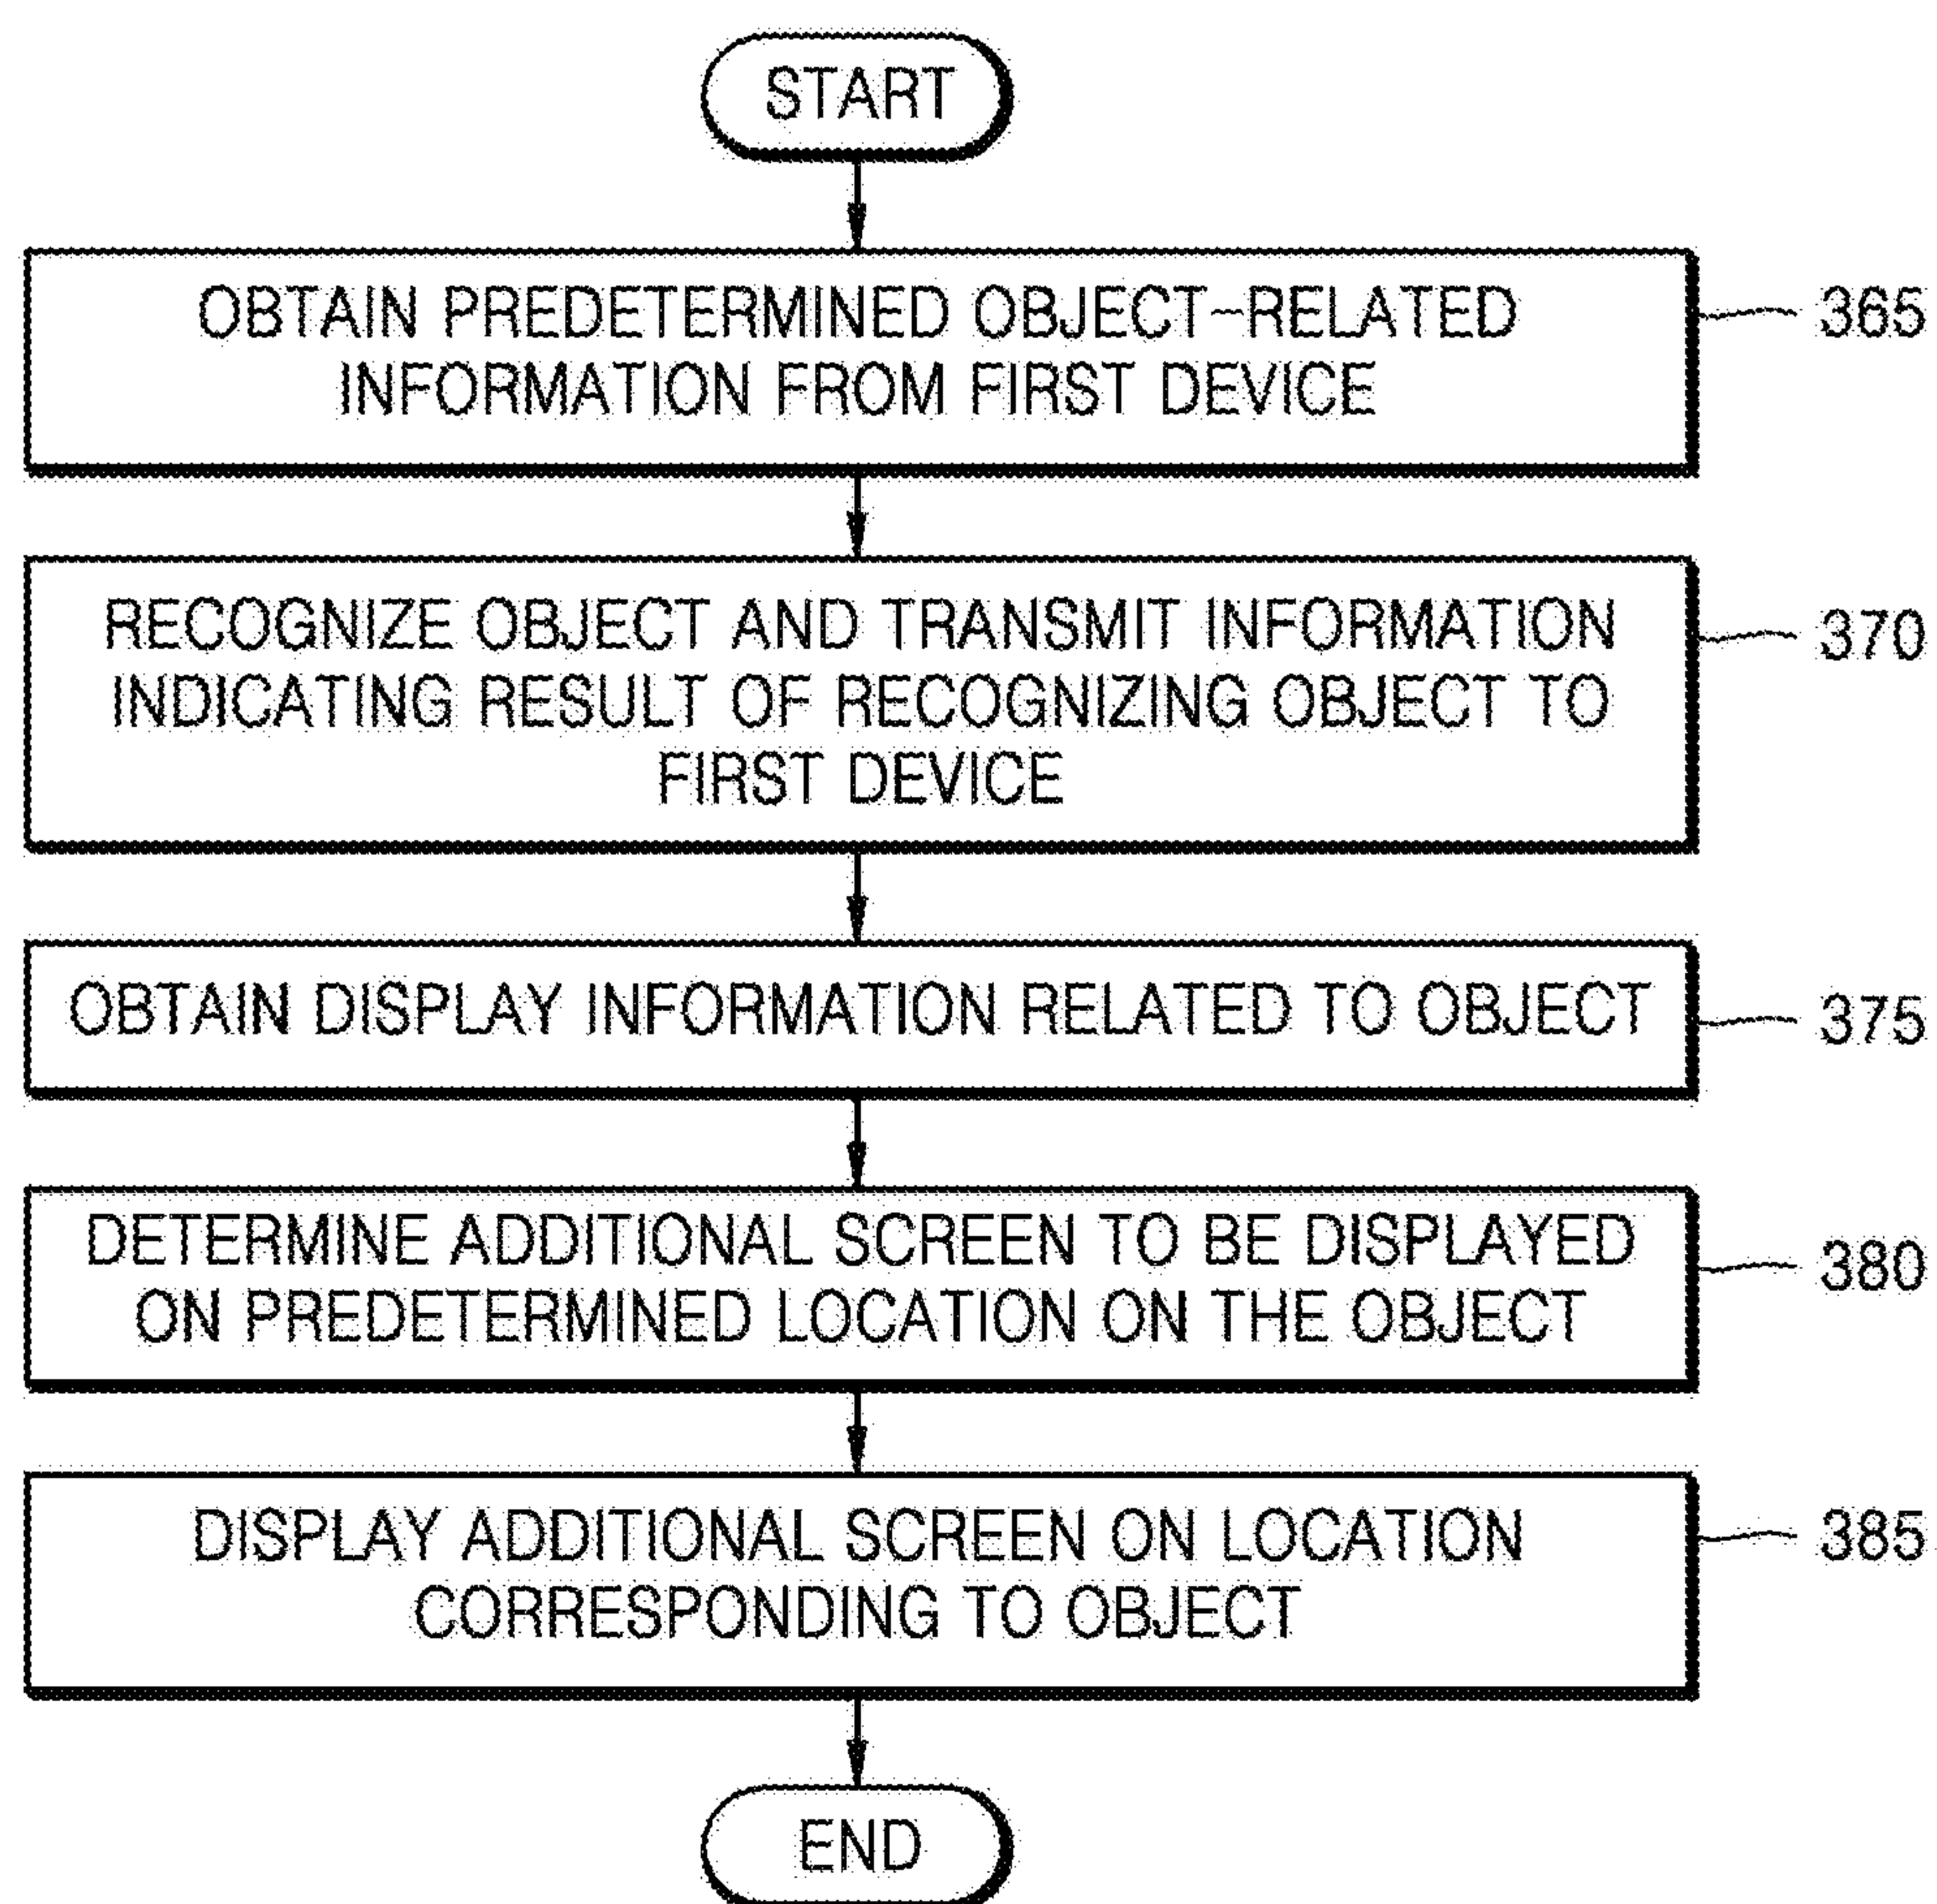 START
OBTAIN PREDETERMINED OBJECT-RELATED
INFORMATION FROM FIRST DEVICE
365
RECOGNIZE OBJECT AND TRANSMIT INFORMATION
INDICATING RESULT OF RECOGNIZING OBJECT TO
FIRST DEVICE
370
OBTAIN DISPLAY INFORMATION RELATED TO OBJECT
375
DETERMINE ADDITIONAL SCREEN TO BE DISPLAYED
ON PREDETERMINED LOCATION ON THE OBJECT
380
DISPLAY ADDITIONAL SCREEN ON LOCATION
CORRESPONDING TO OBJECT
385
END